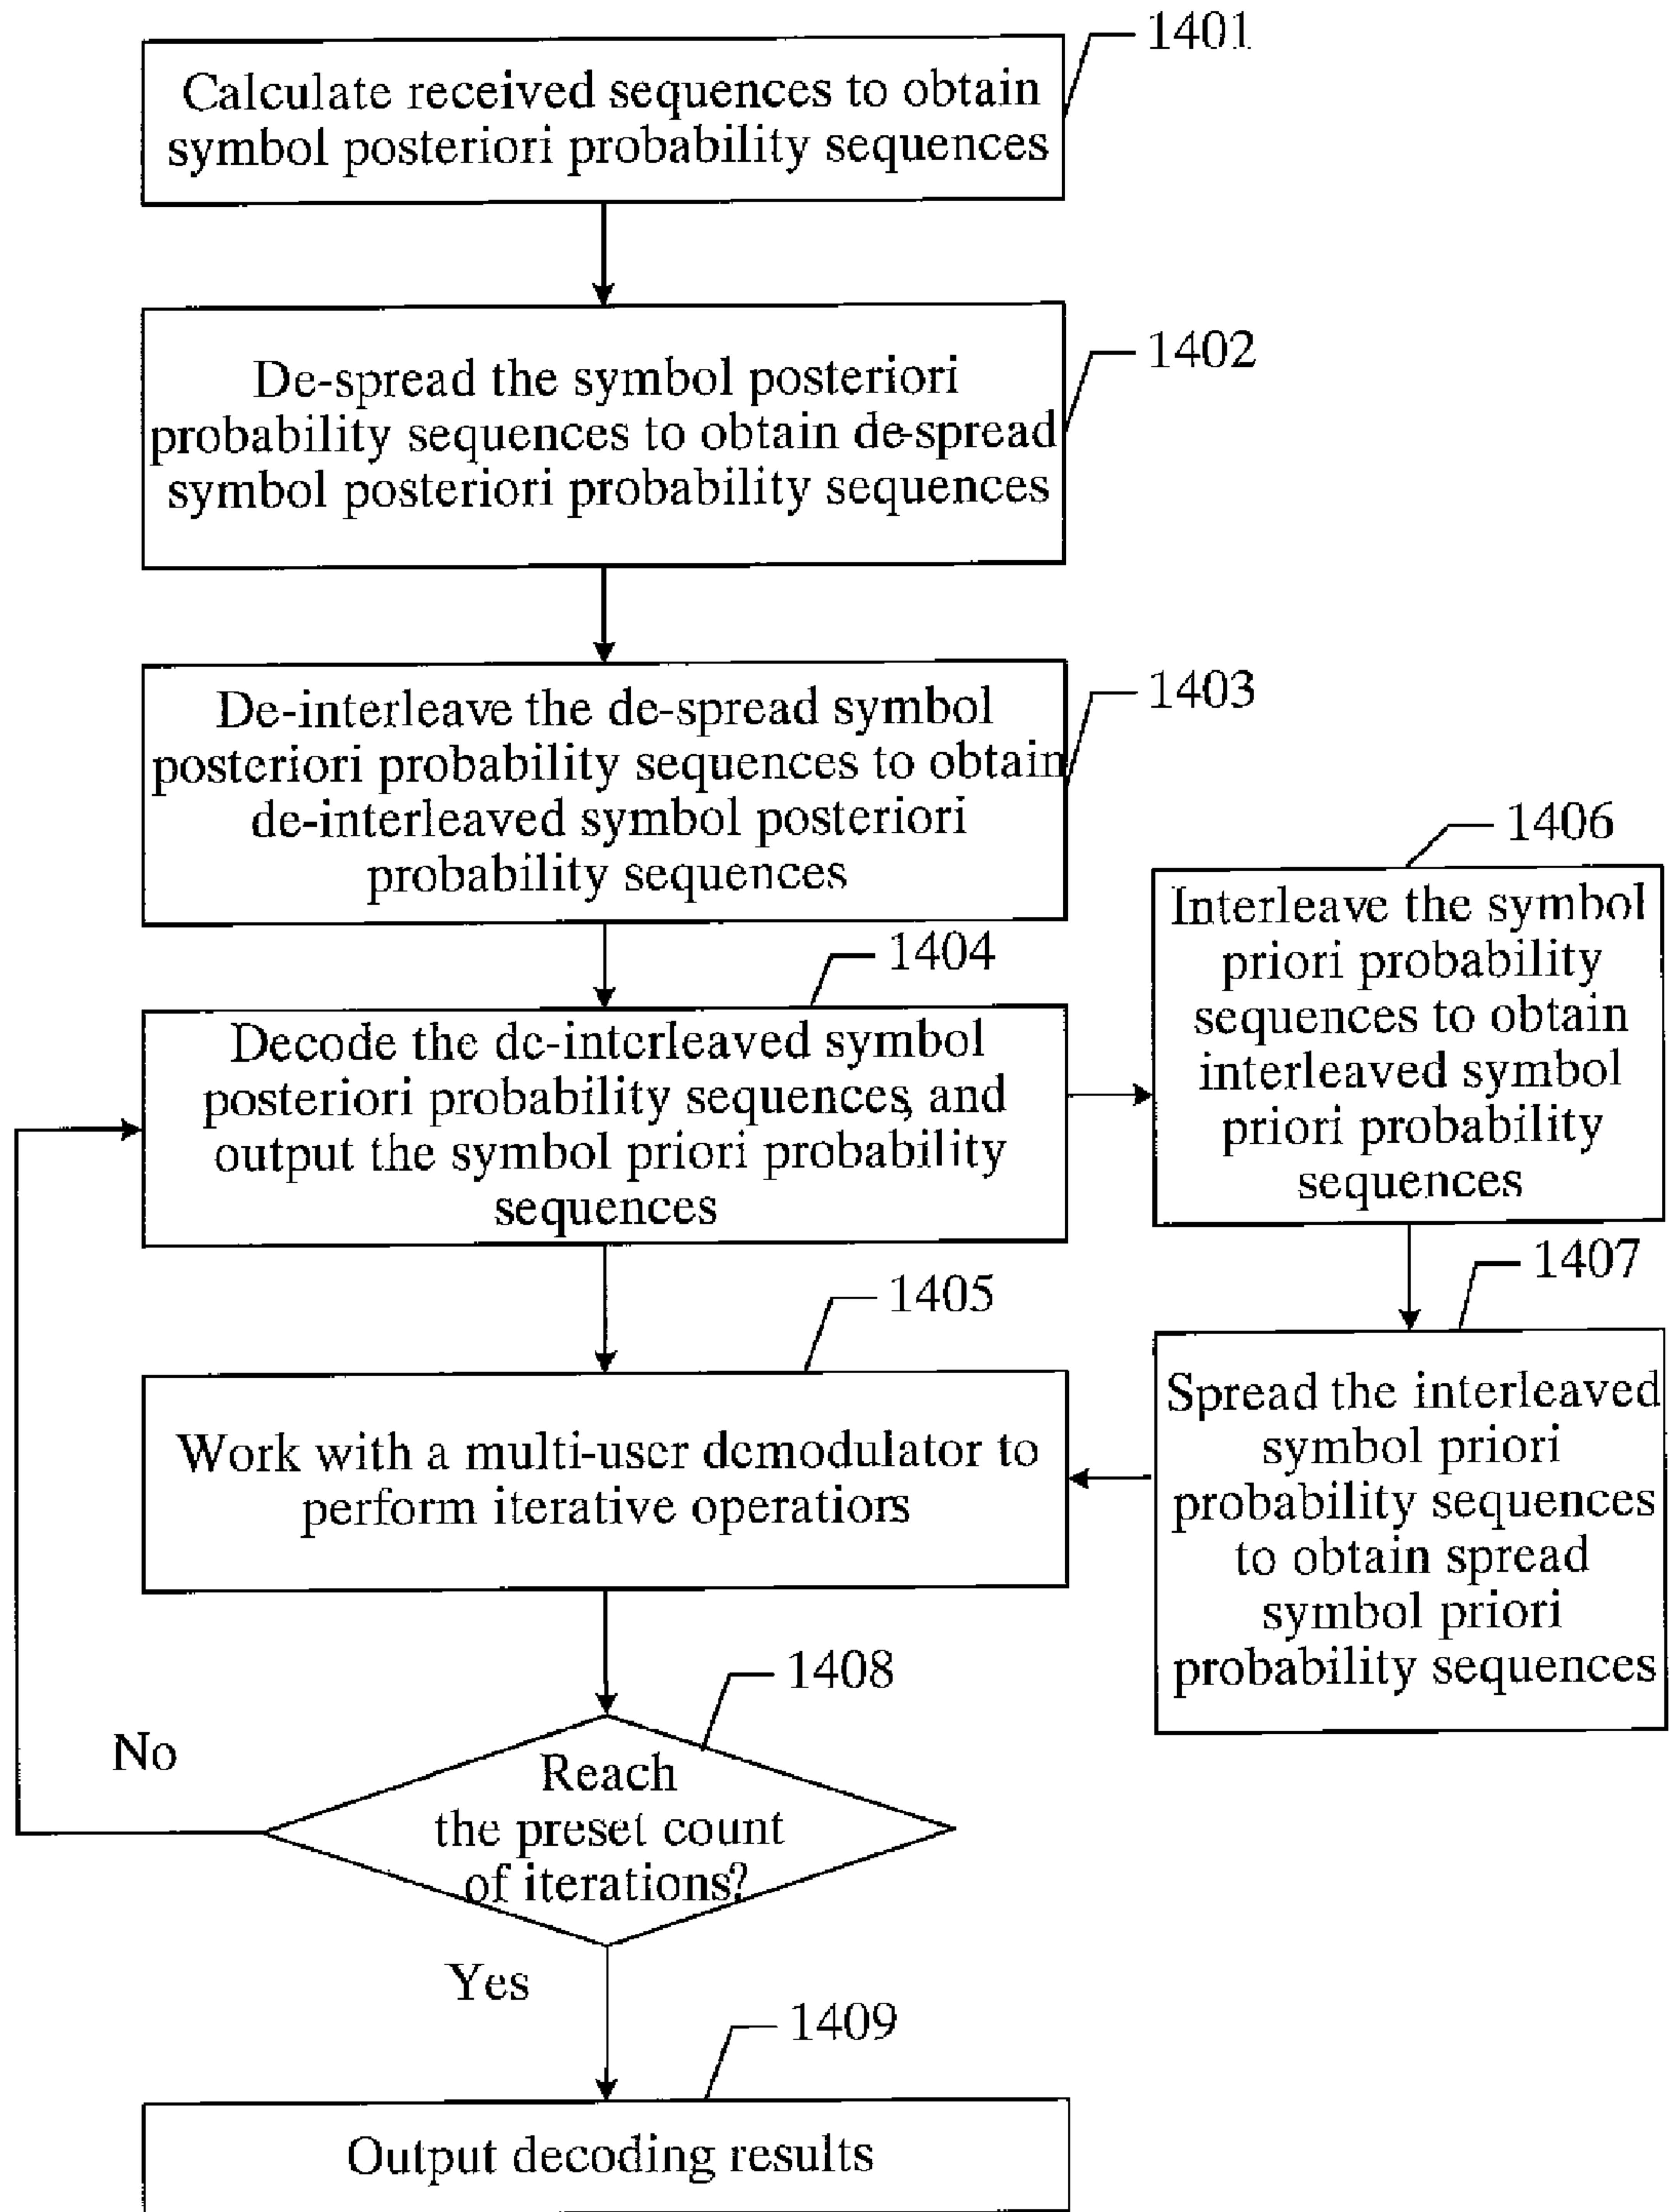 1401
Calculate received sequences to obtain
symbol posteriori probability sequences
1402
De-spread the symbol posteriori
probability sequences to obtain de-spread
symbol posteriori probability sequences
1403
De-interleave the de-spread symbol
posteriori probability sequences to obtain
de-interleaved symbol posteriori
probability sequences
1404
Decode the de-interleaved symbol
posteriori probability sequences, and
output the symbol priori probability
sequences
1406
Interleave the symbol
priori probability
sequences to obtain
interleaved symbol
priori probability
sequences
1405
Work with a multi-user demodulator to
perform iterative operations
1407
Spread the interleaved
symbol priori
probability sequences
to obtain spread
symbol priori
probability sequences
1408
Reach
the preset count
of iterations?
No
Yes
1409
Output decoding results